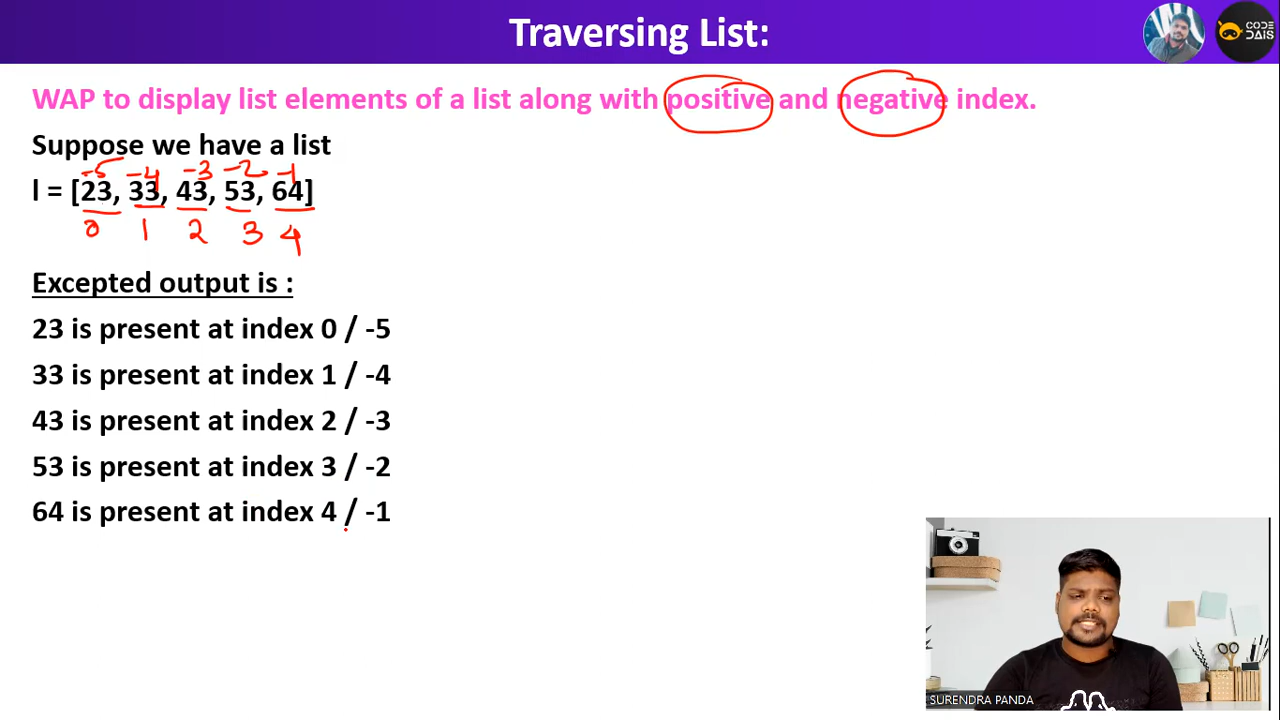 Traversing List:
CODE
DAIS
WAP to display list elements of a list along with positive and negative index.
Suppose we have a list
-5 -4 -3 -2 -1
l = [23, 33, 43, 53, 64]
0 1 2 3 4
Excepted output is :
23 is present at index 0 / -5
33 is present at index 1 / -4
43 is present at index 2 / -3
53 is present at index 3 / -2
64 is present at index 4 / -1
SURENDRA PANDA